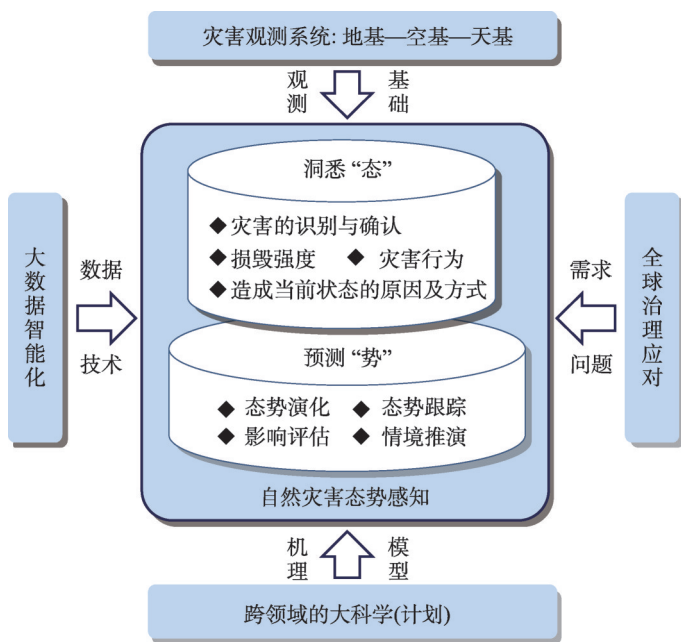 灾害观测系统: 地基—空基—天基
观测
基础
洞悉“态”
◆灾害的识别与确认
◆损毁强度 ◆ 灾害行为
◆造成当前状态的原因及方式
大数据智能化
数据
技术
需求
问题
全球治理应对
预测“势”
◆ 态势演化 ◆ 态势跟踪
◆ 影响评估 ◆ 情境推演
自然灾害态势感知
机理
模型
跨领域的大科学(计划)